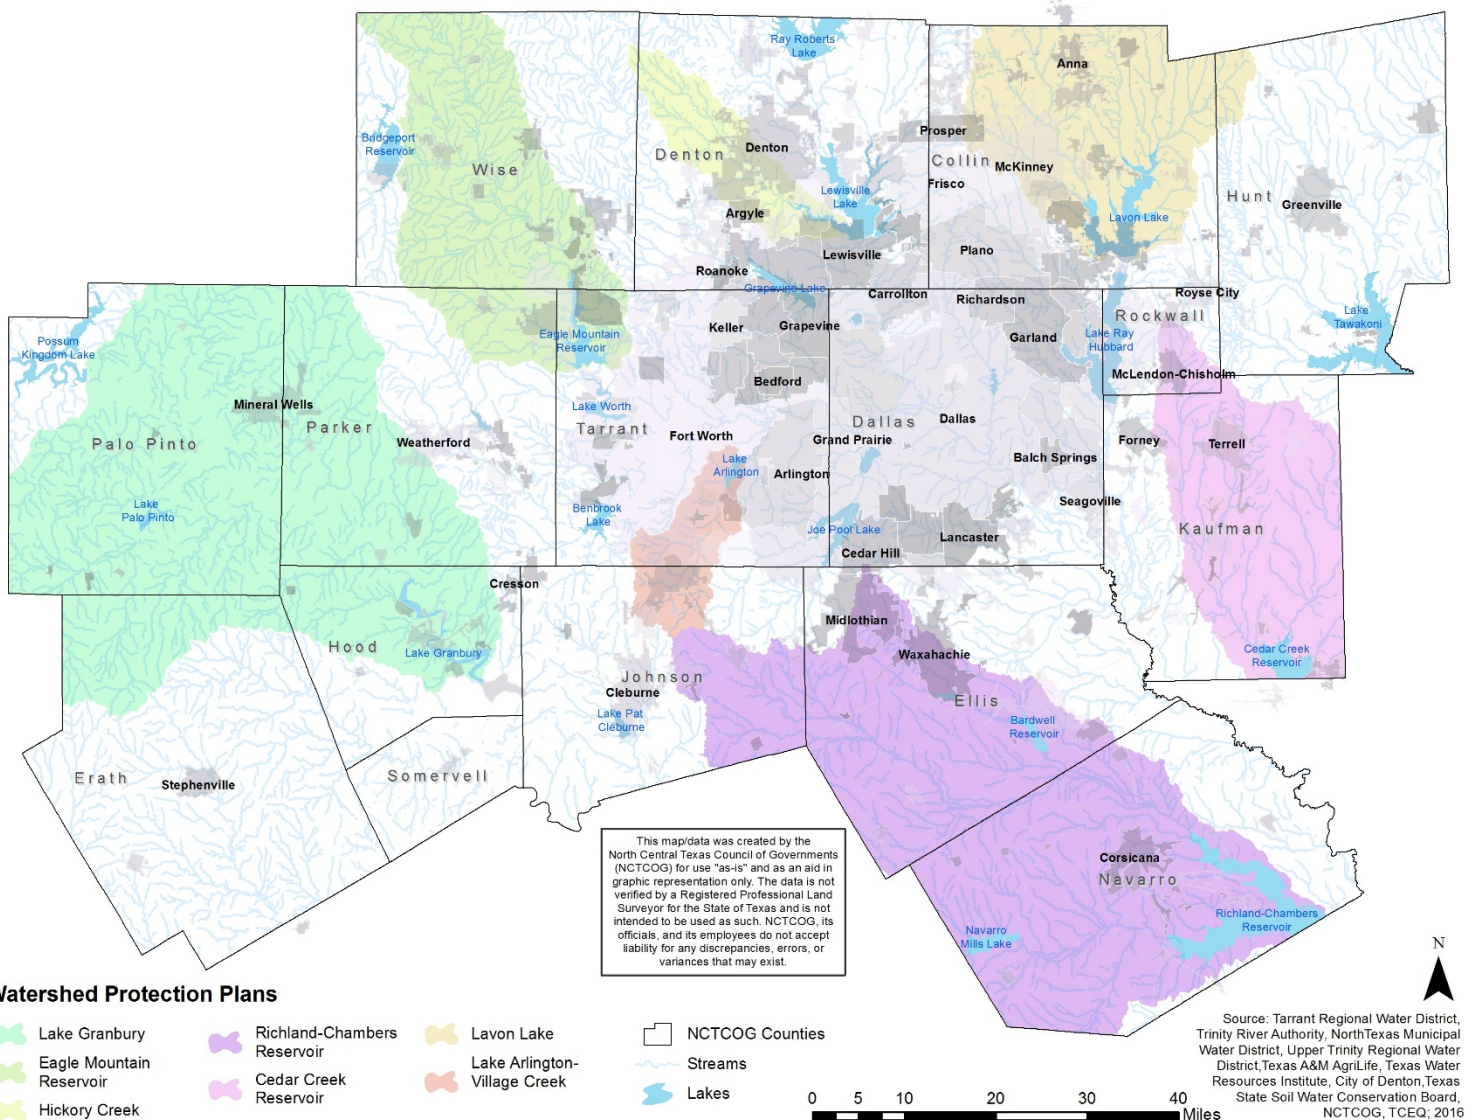 Ray Roberts
Lake
Anna
Bridgeport
Reservoir
Wise
Denton
Denton
Prosper
Collin
McKinney
Frisco
Lewisville
Lake
Argyle
Lavon Lake
Hunt
Greenville
Lewisville
Plano
Roanoke
Grapevine Lake
Carrollton
Richardson
Royse City
Rockwall
Lake
Tawakoni
Possum
Kingdom Lake
Eagle Mountain
Reservoir
Keller
Grapevine
Garland
Lake Ray
Hubbard
McLendon-Chisholm
Bedford
Mineral Wells
Lake Worth
Tarrant
Parker
Palo Pinto
Weatherford
Fort Worth
Dallas
Dallas
Grand Prairie
Forney
Terrell
Lake
Arlington
Arlington
Balch Springs
Seagoville
Lake
Palo Pinto
Benbrook
Lake
Joe Pool Lake
Lancaster
Cedar Hill
Kaufman
Cresson
Midlothian
Hood
Lake Granbury
Waxahachie
Cedar Creek
Reservoir
Johnson
Cleburne
Lake Pat
Cleburne
Ellis
Bardwell
Reservoir
Erath
Stephenville
Somervell
Corsicana
Navarro
Richland-Chambers
Reservoir
Navarro
Mills Lake
This map/data was created by the
North Central Texas Council of Governments
(NCTCOG) for use "as-is" and as an aid in
graphic representation only. The data is not
verified by a Registered Professional Land
Surveyor for the State of Texas and is not
intended to be used as such. NCTCOG, its
officials, and its employees do not accept
liability for any discrepancies, errors, or
variances that may exist.
N
Watershed Protection Plans
Lake Granbury
Eagle Mountain
Reservoir
Hickory Creek
Richland-Chambers
Reservoir
Cedar Creek
Reservoir
Lavon Lake
Lake Arlington-
Village Creek
NCTCOG Counties
Streams
Lakes
0 5 10 20 30 40
Miles
Source: Tarrant Regional Water District,
Trinity River Authority, NorthTexas Municipal
Water District, Upper Trinity Regional Water
District,Texas A&M AgriLife, Texas Water
Resources Institute, City of Denton,Texas
State Soil Water Conservation Board,
NCTCOG, TCEQ; 2016